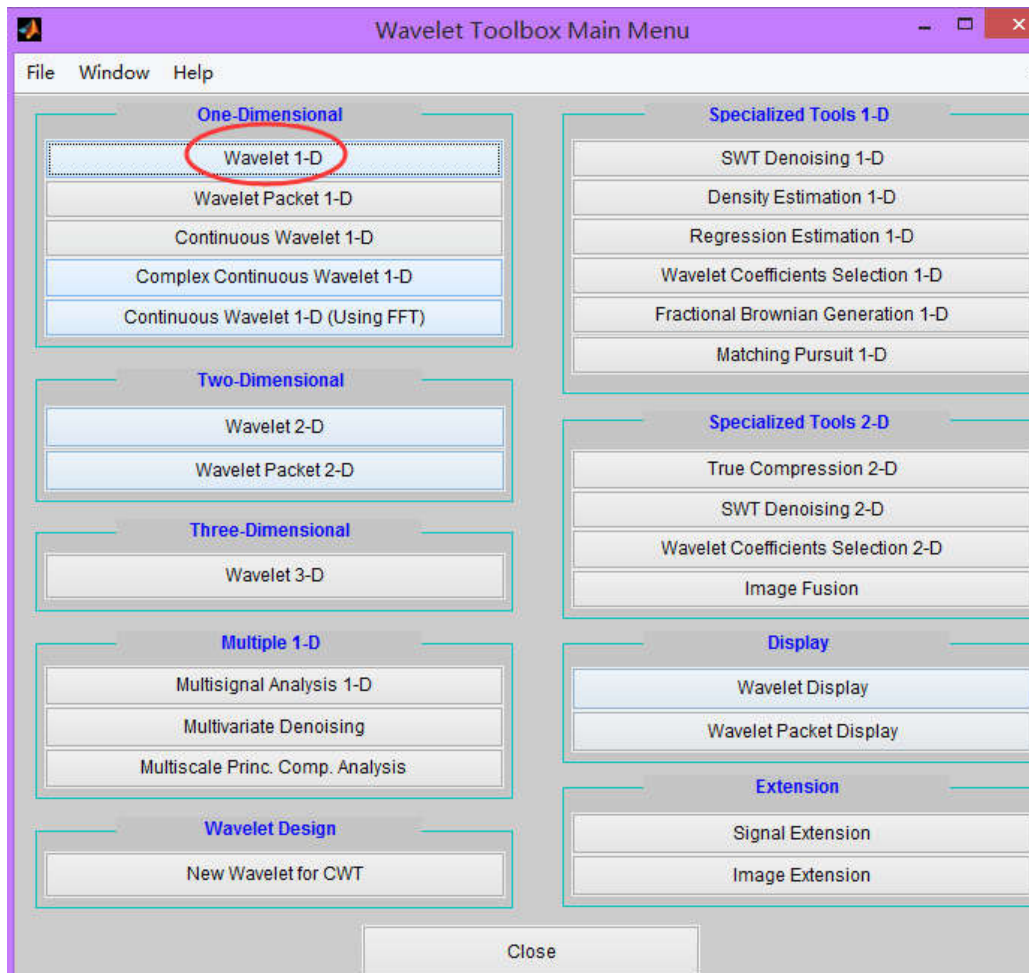 Wavelet Toolbox Main Menu
File Window Help
One-Dimensional
Wavelet 1-D
Wavelet Packet 1-D
Continuous Wavelet 1-D
Complex Continuous Wavelet 1-D
Continuous Wavelet 1-D (Using FFT)
Two-Dimensional
Wavelet 2-D
Wavelet Packet 2-D
Three-Dimensional
Wavelet 3-D
Multiple 1-D
Multisignal Analysis 1-D
Multivariate Denoising
Multiscale Princ. Comp. Analysis
Wavelet Design
New Wavelet for CWT
Specialized Tools 1-D
SWT Denoising 1-D
Density Estimation 1-D
Regression Estimation 1-D
Wavelet Coefficients Selection 1-D
Fractional Brownian Generation 1-D
Matching Pursuit 1-D
Specialized Tools 2-D
True Compression 2-D
SWT Denoising 2-D
Wavelet Coefficients Selection 2-D
Image Fusion
Display
Wavelet Display
Wavelet Packet Display
Extension
Signal Extension
Image Extension
Close